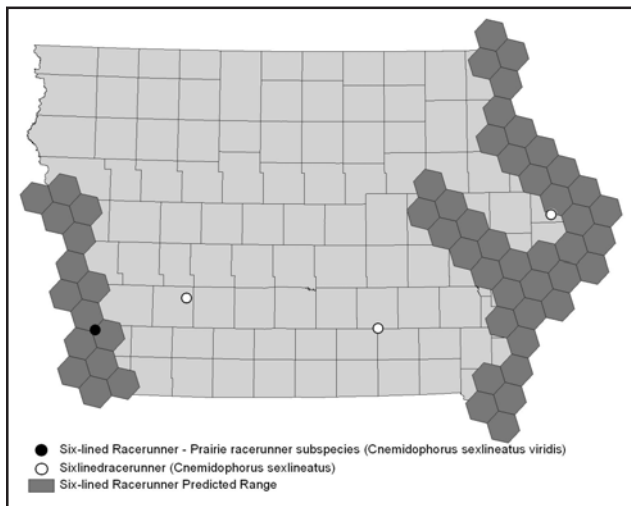 Six-lined Racerunner - Prairie racerunner subspecies (Cnemidophorus sexlineatus viridis)
Sixlinedracerunner (Cnemidophorus sexlineatus)
Six-lined Racerunner Predicted Range